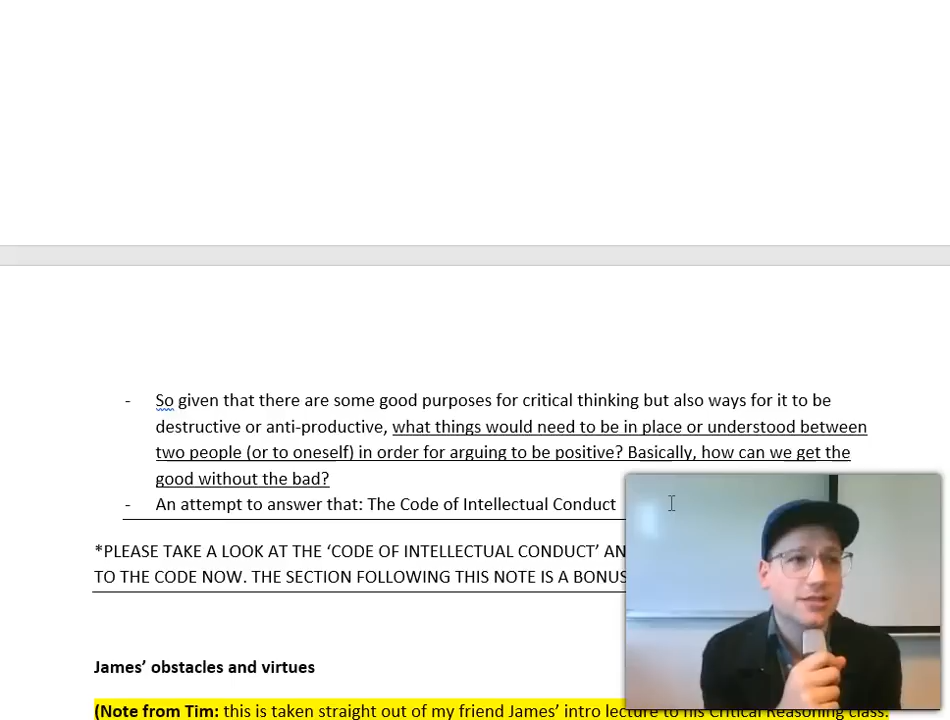 - So given that there are some good purposes for critical thinking but also ways for it to be
destructive or anti-productive, what things would need to be in place or understood between
two people (or to oneself) in order for arguing to be positive? Basically, how can we get the
good without the bad?
- An attempt to answer that: The Code of Intellectual Conduct
*PLEASE TAKE A LOOK AT THE ‘CODE OF INTELLECTUAL CONDUCT’
TO THE CODE NOW. THE SECTION FOLLOWING THIS NOTE IS A BONUS
James’ obstacles and virtues
(Note from Tim: this is taken straight out of my friend James’ intro lecture to his Critical Reasoning class.